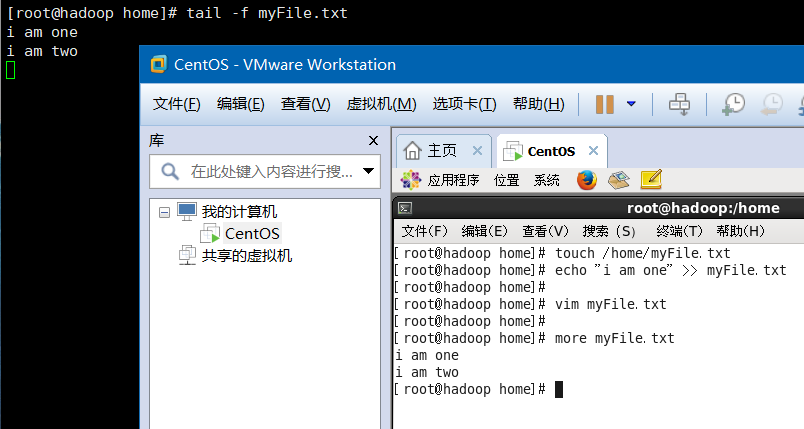 [root@hadoop home]# tail -f myFile.txt
i am one
i am two
CentOS - VMware Workstation
文件(F) 编辑(E) 查看(V) 虚拟机(M) 选项卡(T) 帮助(H)
库 X
在此处键入内容进行搜...
我的计算机
CentOS
共享的虚拟机
主页 CentOS
应用程序 位置 系统
root@hadoop:/home
文件(F) 编辑(E) 查看(V) 搜索 (S) 终端(T) 帮助(H)
[root@hadoop home]# touch /home/myFile.txt
[root@hadoop home]# echo "i am one" >> myFile.txt
[root@hadoop home]#
[root@hadoop home]# vim myFile.txt
[root@hadoop home]#
[root@hadoop home]# more myFile.txt
i am one
i am two
[root@hadoop home]#